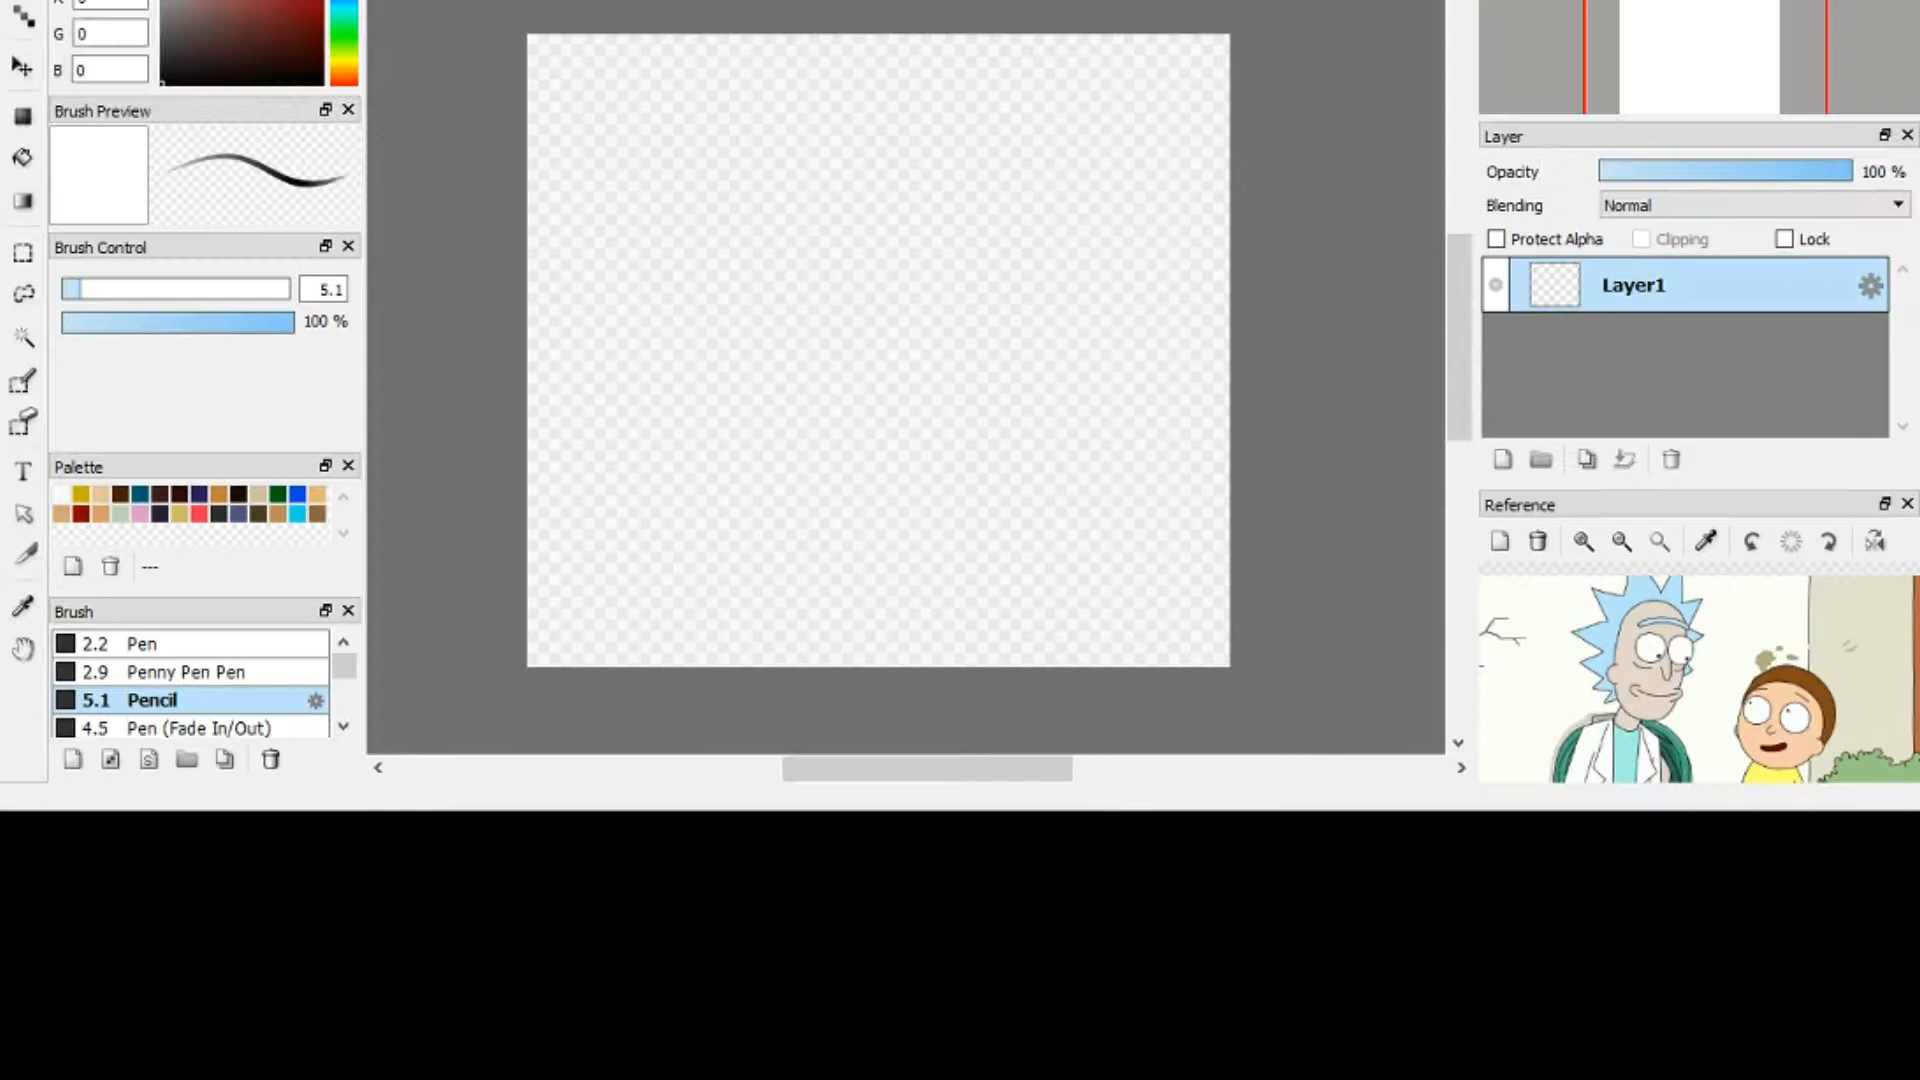 G 0
B 0
Brush Preview
Brush Control
5.1
100 %
Palette
---
Brush
2.2 Pen
2.9 Penny Pen Pen
5.1 Pencil
4.5 Pen (Fade In/Out)
Layer
Opacity 100 %
Blending Normal
Protect Alpha Clipping Lock
Layer1
Reference